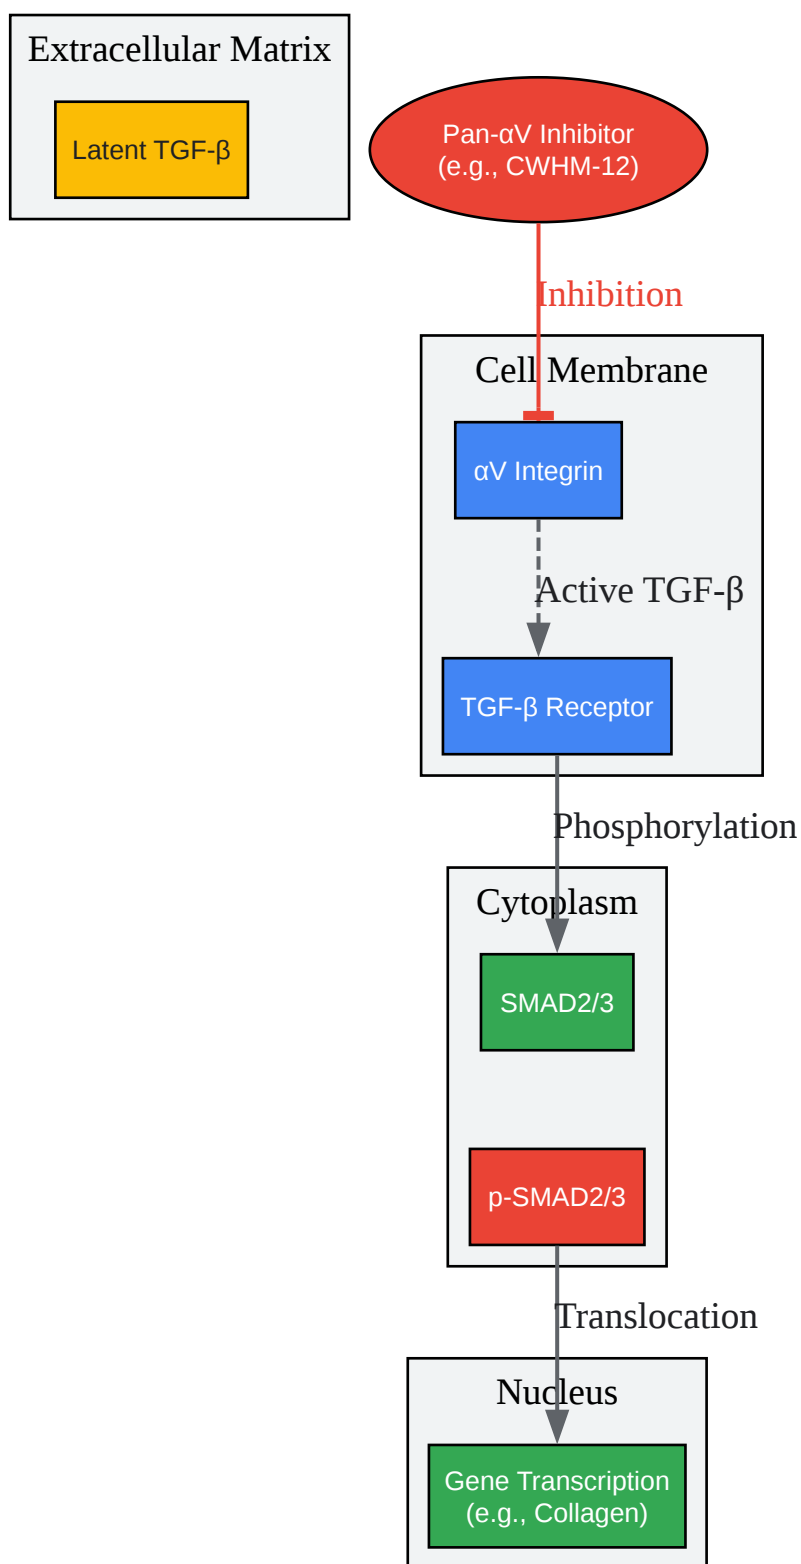 Extracellular Matrix
Latent TGF-β
Pan-αV Inhibitor
(e.g., CWHM-12)
Inhibition
Cell Membrane
αV Integrin
Active TGF-β
TGF-β Receptor
Phosphorylation
Cytoplasm
SMAD2/3
p-SMAD2/3
Translocation
Nucleus
Gene Transcription
(e.g., Collagen)